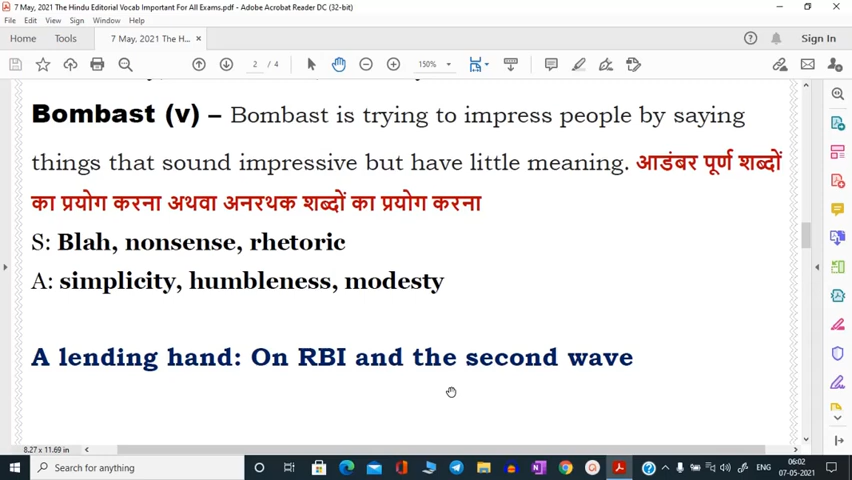 7 May, 2021 The Hindu Editorial Vocab Important For All Exams.pdf - Adobe Acrobat Reader DC (32-bit)
File Edit View Sign Window Help
Home Tools 7 May, 2021 The H... × Sign In
2 / 4 150%
Bombast (v) – Bombast is trying to impress people by saying
things that sound impressive but have little meaning. आडंबर पूर्ण शब्दों
का प्रयोग करना अथवा अनरथक शब्दों का प्रयोग करना
S: Blah, nonsense, rhetoric
A: simplicity, humbleness, modesty
A lending hand: On RBI and the second wave
8.27 x 11.69 in
Search for anything
ENG 06:02
07-05-2021